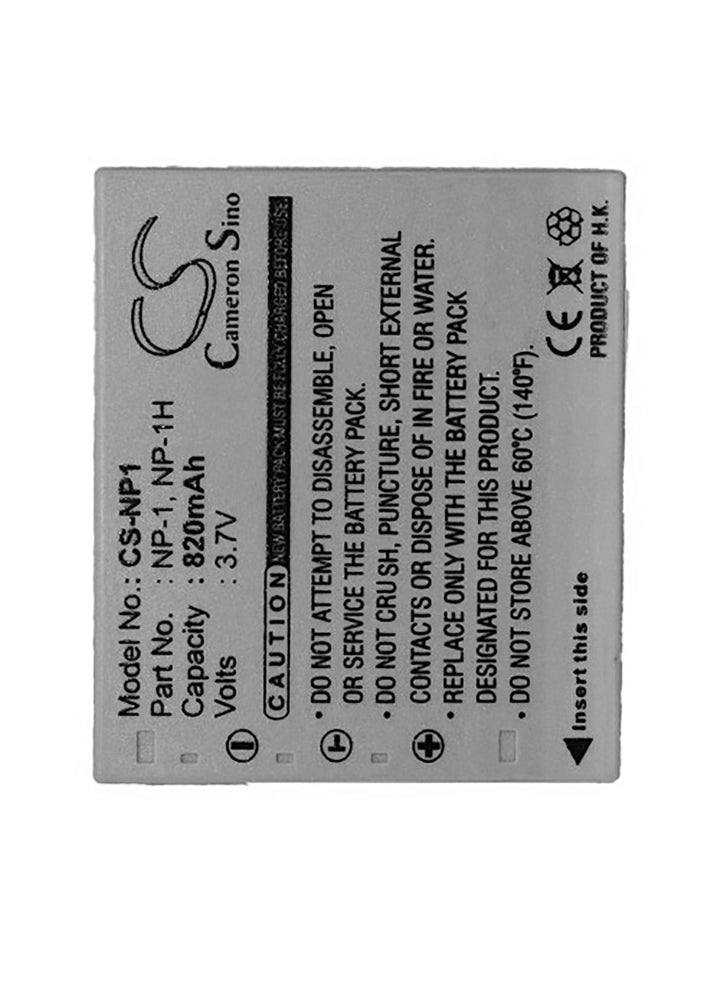 CS
Cameron Sino
Model No.: CS-NP1
Part No. : NP-1, NP-1H
Capacity : 820mAh
Volts : 3.7V
CAUTION NEW BATTERY PACK MUST BE FULLY CHARGED BEFORE USE
• DO NOT ATTEMPT TO DISASSEMBLE, OPEN
OR SERVICE THE BATTERY PACK.
• DO NOT CRUSH, PUNCTURE, SHORT EXTERNAL
CONTACTS OR DISPOSE OF IN FIRE OR WATER.
• REPLACE ONLY WITH THE BATTERY PACK
DESIGNATED FOR THIS PRODUCT.
• DO NOT STORE ABOVE 60°C (140°F).
CE
PRODUCT OF H.K.
Insert this side